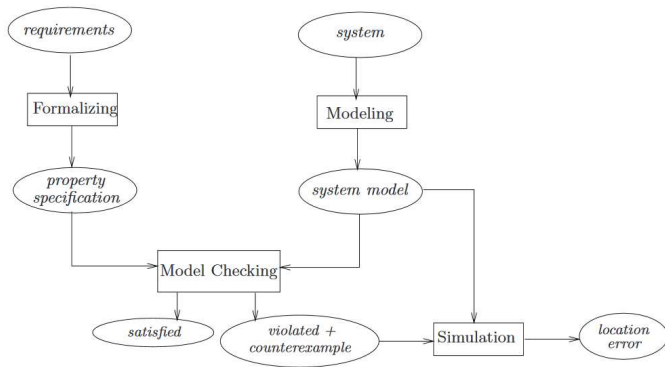 requirements
system
Formalizing
Modeling
property
specification
system model
Model Checking
satisfied
violated +
counterexample
Simulation
location
error